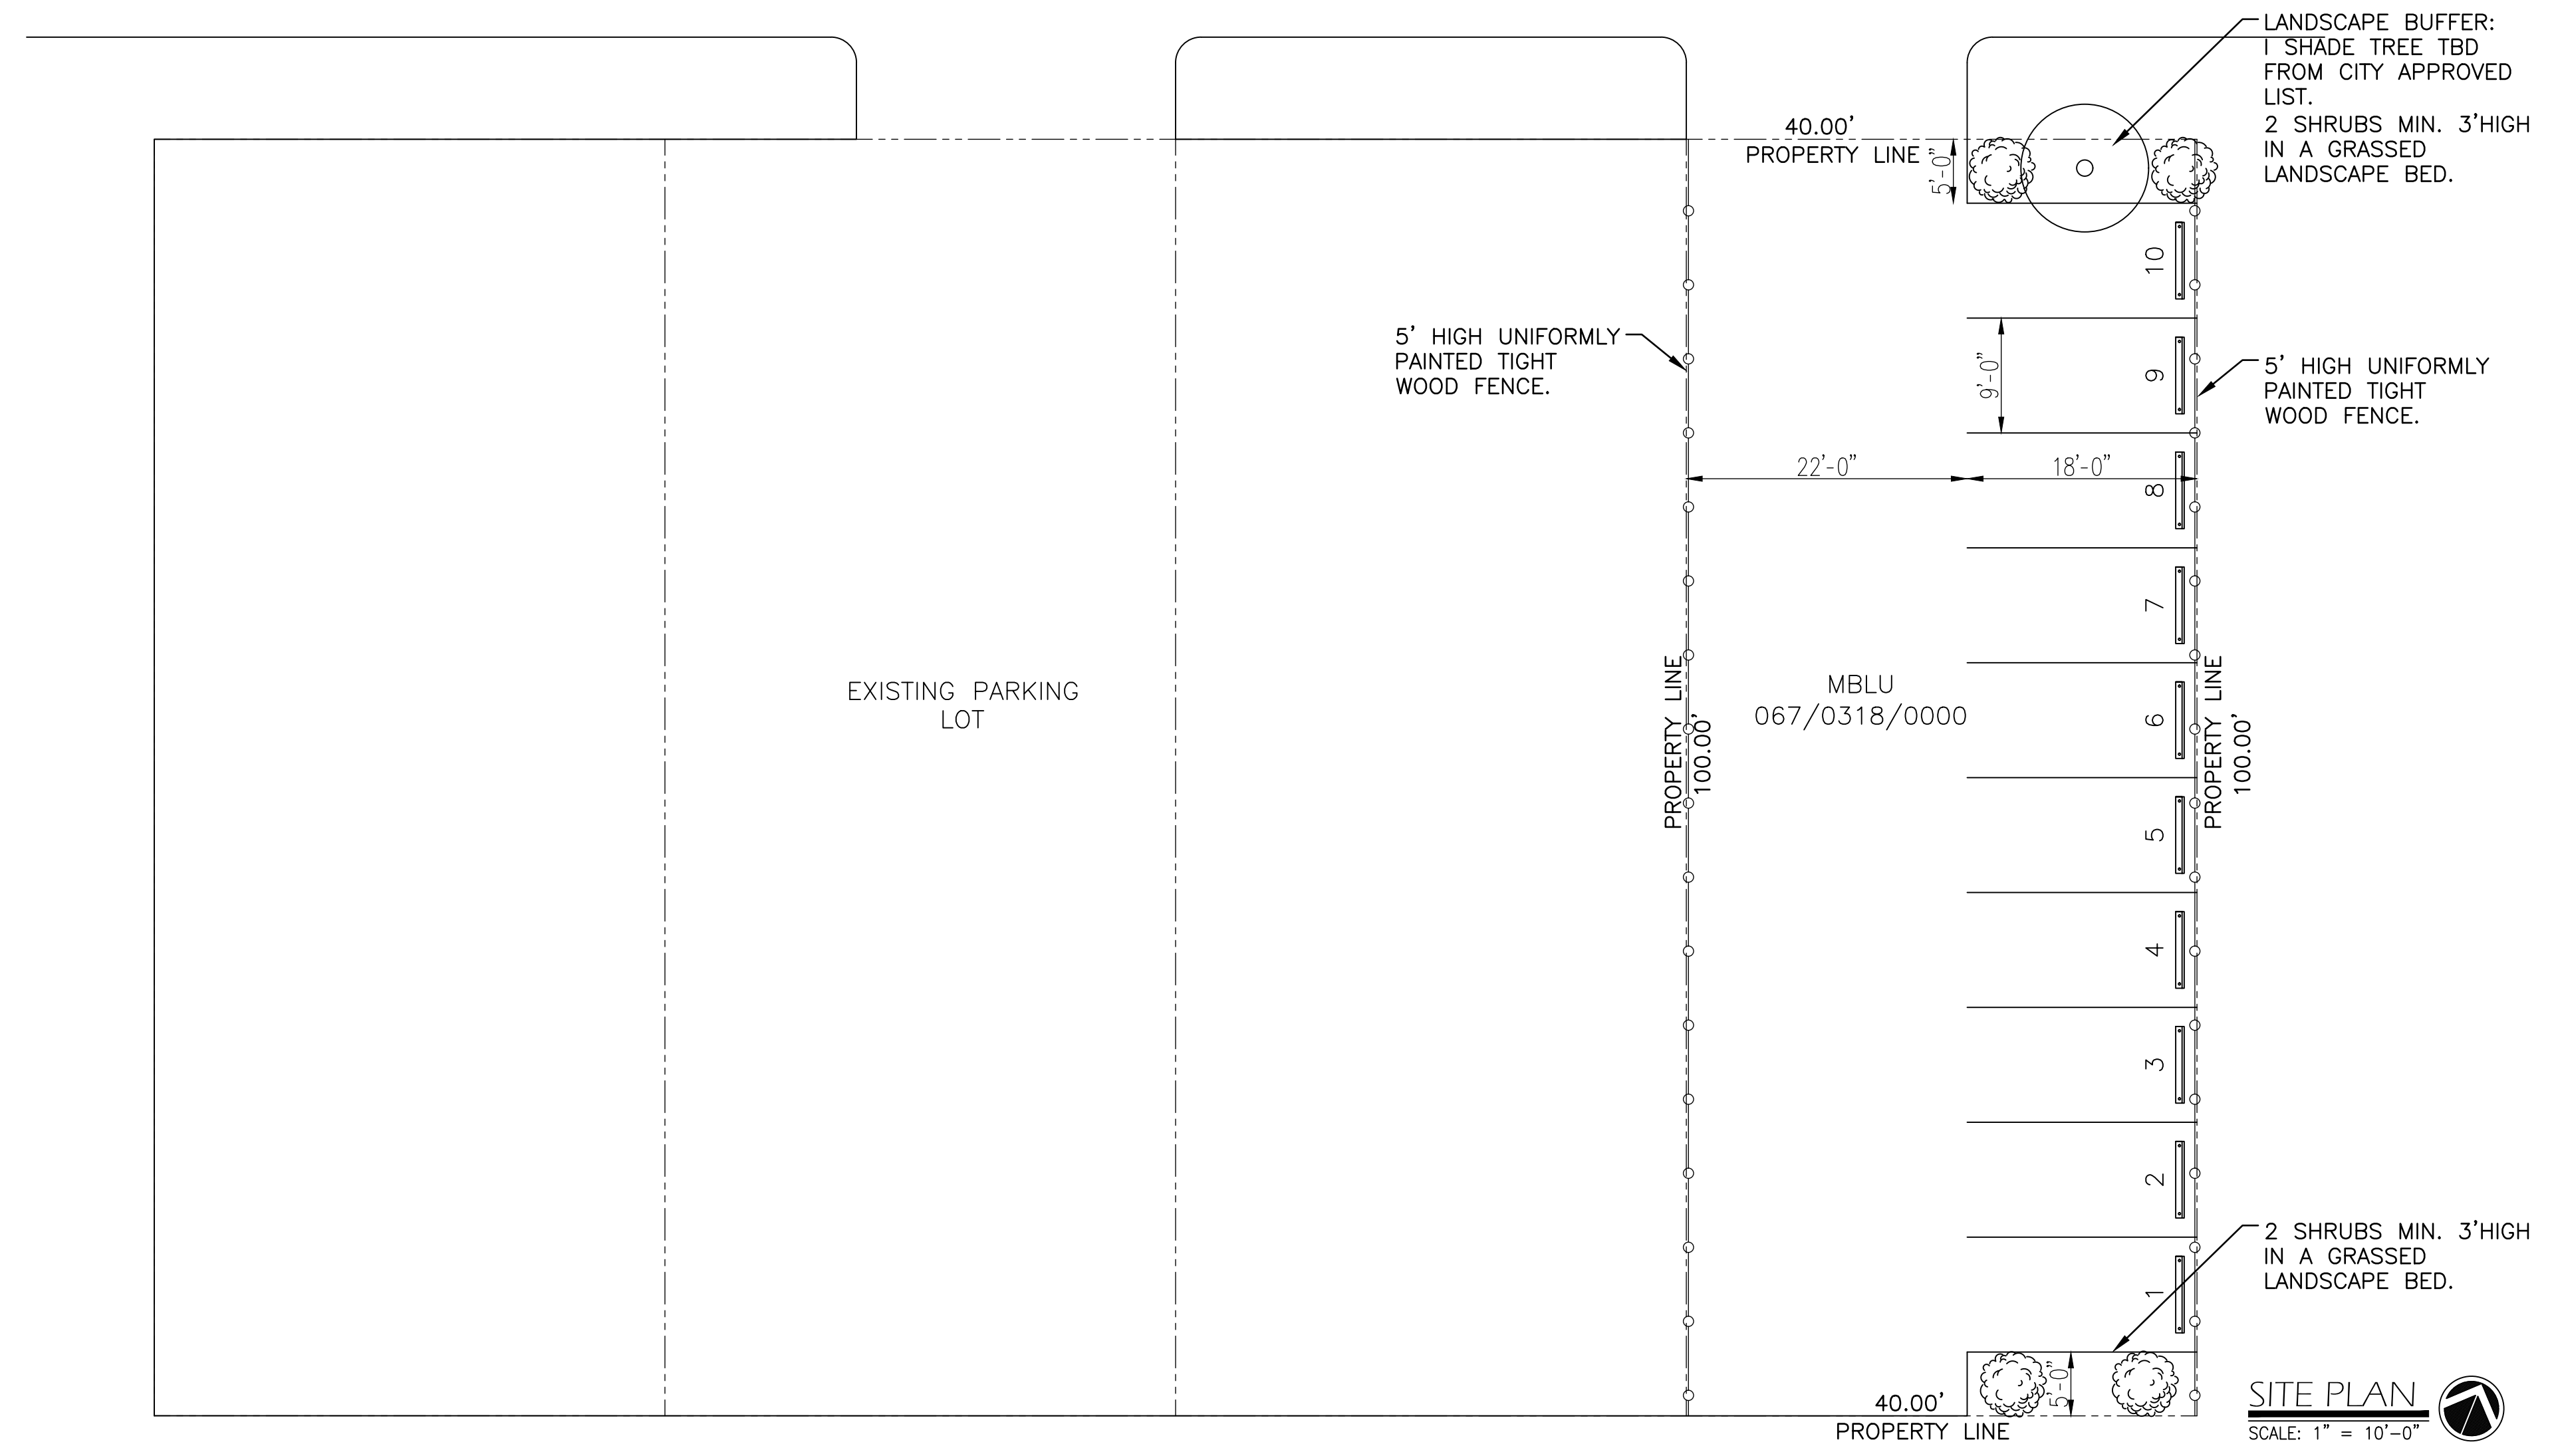 LANDSCAPE BUFFER:
1 SHADE TREE TBD
FROM CITY APPROVED
LIST.
2 SHRUBS MIN. 3'HIGH
IN A GRASSED
LANDSCAPE BED.
40.00'
PROPERTY LINE
5'-0"
10
5' HIGH UNIFORMLY
PAINTED TIGHT
WOOD FENCE.
9'-0"
9
5' HIGH UNIFORMLY
PAINTED TIGHT
WOOD FENCE.
22'-0"
18'-0"
8
7
EXISTING PARKING
LOT
PROPERTY LINE
100.00'
MBLU
067/0318/0000
6
PROPERTY LINE
100.00'
5
4
3
2
1
2 SHRUBS MIN. 3'HIGH
IN A GRASSED
LANDSCAPE BED.
5'-0"
40.00'
PROPERTY LINE
SITE PLAN
SCALE: 1" = 10'-0"